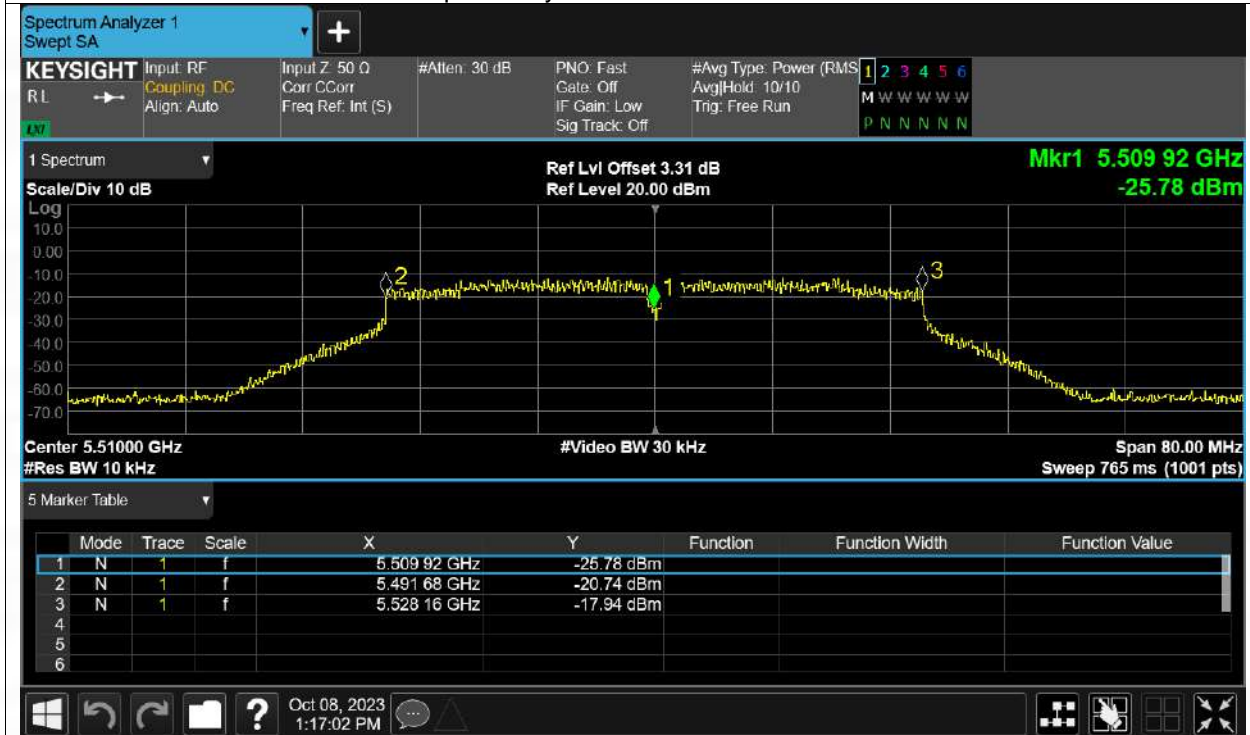 Spectrum Analyzer 1
Swept SA
+
KEYSIGHT Input: RF Input Z: 50 Ω #Atten: 30 dB PNO: Fast #Avg Type: Power (RMS 1 2 3 4 5 6
RL Coupling: DC Corr CCorr Gate: Off Avg|Hold: 10/10 M W W W W W
Align: Auto Freq Ref: Int (S) IF Gain: Low Trig: Free Run
LXI Sig Track: Off P N N N N N
1 Spectrum Ref Lvl Offset 3.31 dB Mkr1 5.509 92 GHz
Scale/Div 10 dB Ref Level 20.00 dBm -25.78 dBm
Log
10.0
0.00
-10.0
2
3
1
-20.0
-30.0
-40.0
-50.0
-60.0
-70.0
Center 5.51000 GHz #Video BW 30 kHz Span 80.00 MHz
#Res BW 10 kHz Sweep 765 ms (1001 pts)
5 Marker Table
Mode Trace Scale X Y Function Function Width Function Value
1 N 1 f 5.509 92 GHz -25.78 dBm
2 N 1 f 5.491 68 GHz -20.74 dBm
3 N 1 f 5.528 16 GHz -17.94 dBm
4
5
6
? Oct 08, 2023
1:17:02 PM